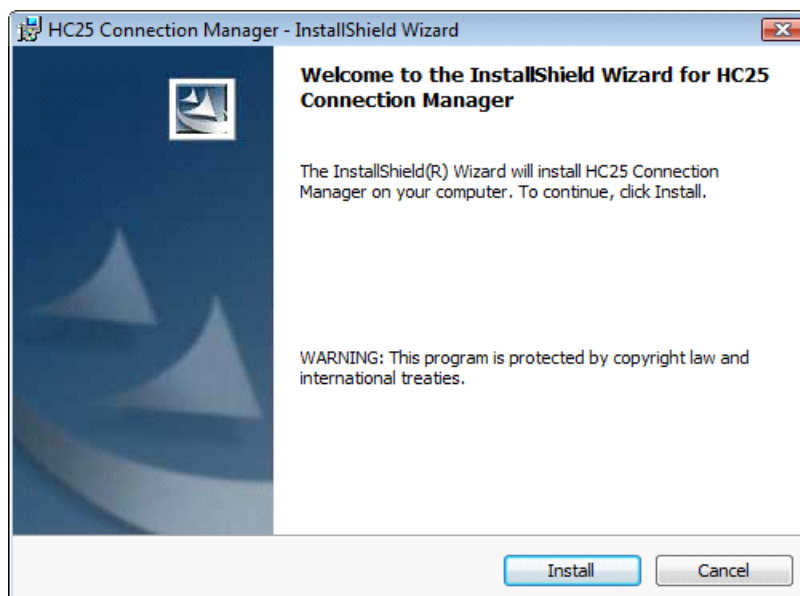 HC25 Connection Manager - InstallShield Wizard
Welcome to the InstallShield Wizard for HC25
Connection Manager
The InstallShield(R) Wizard will install HC25 Connection
Manager on your computer. To continue, click Install.
WARNING: This program is protected by copyright law and
international treaties.
Install
Cancel